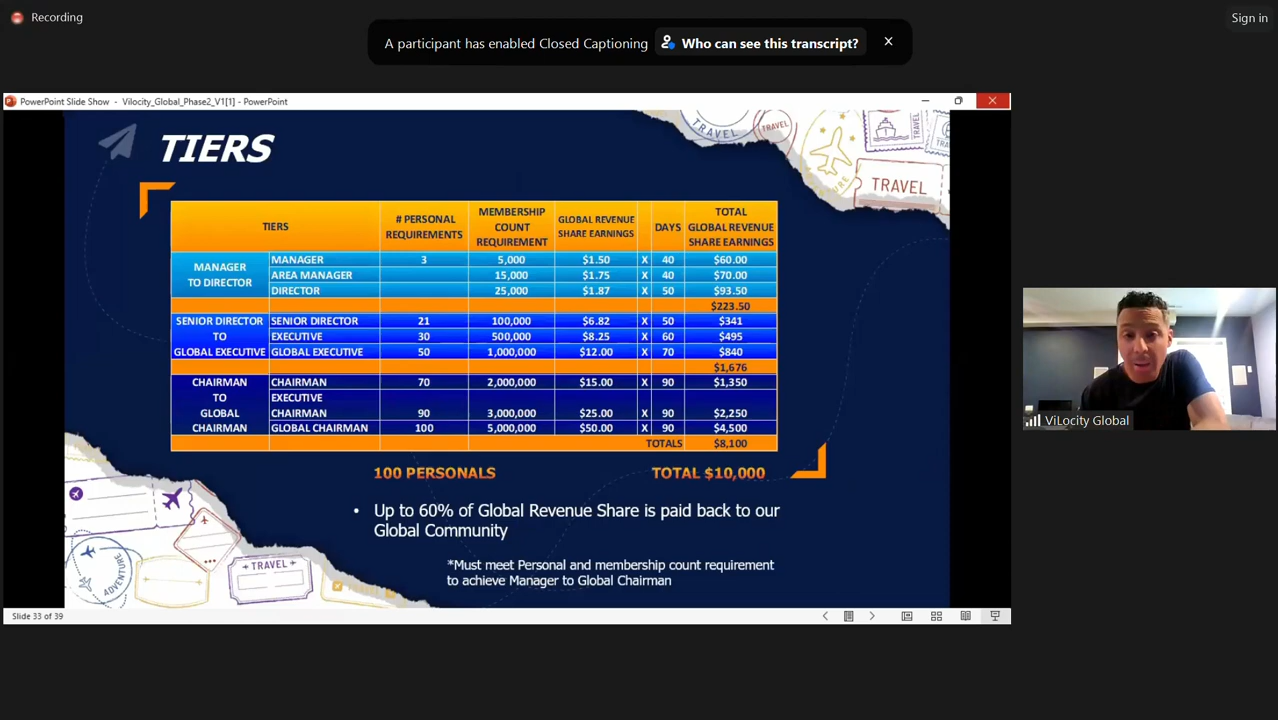 Recording
A participant has enabled Closed Captioning
Who can see this transcript?
Sign in
PowerPoint Slide Show - Vilocity_Global_Phase2_V1[1] - PowerPoint
TIERS
TRAVEL
TRAVEL
TRAVEL
TIERS # PERSONAL REQUIREMENTS MEMBERSHIP COUNT REQUIREMENT GLOBAL REVENUE SHARE EARNINGS DAYS TOTAL GLOBAL REVENUE SHARE EARNINGS
MANAGER TO DIRECTOR
MANAGER 3 5,000 $1.50 X 40 $60.00
AREA MANAGER 15,000 $1.75 X 40 $70.00
DIRECTOR 25,000 $1.87 X 50 $93.50
$223.50
SENIOR DIRECTOR TO GLOBAL EXECUTIVE
SENIOR DIRECTOR 21 100,000 $6.82 X 50 $341
EXECUTIVE 30 500,000 $8.25 X 60 $495
GLOBAL EXECUTIVE 50 1,000,000 $12.00 X 70 $840
$1,676
CHAIRMAN TO GLOBAL CHAIRMAN
CHAIRMAN 70 2,000,000 $15.00 X 90 $1,350
EXECUTIVE CHAIRMAN 90 3,000,000 $25.00 X 90 $2,250
GLOBAL CHAIRMAN 100 5,000,000 $50.00 X 90 $4,500
TOTALS $8,100
100 PERSONALS TOTAL $10,000
• Up to 60% of Global Revenue Share is paid back to our
Global Community
*Must meet Personal and membership count requirement
to achieve Manager to Global Chairman
TRAVEL
ADVENTURE
ViLocity Global
Slide 33 of 39